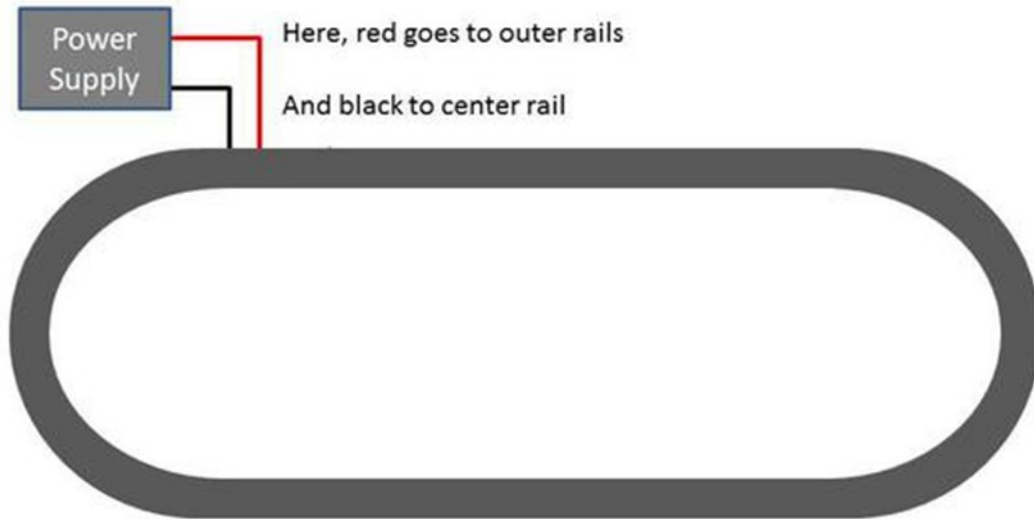 Power
Supply
Here, red goes to outer rails
And black to center rail